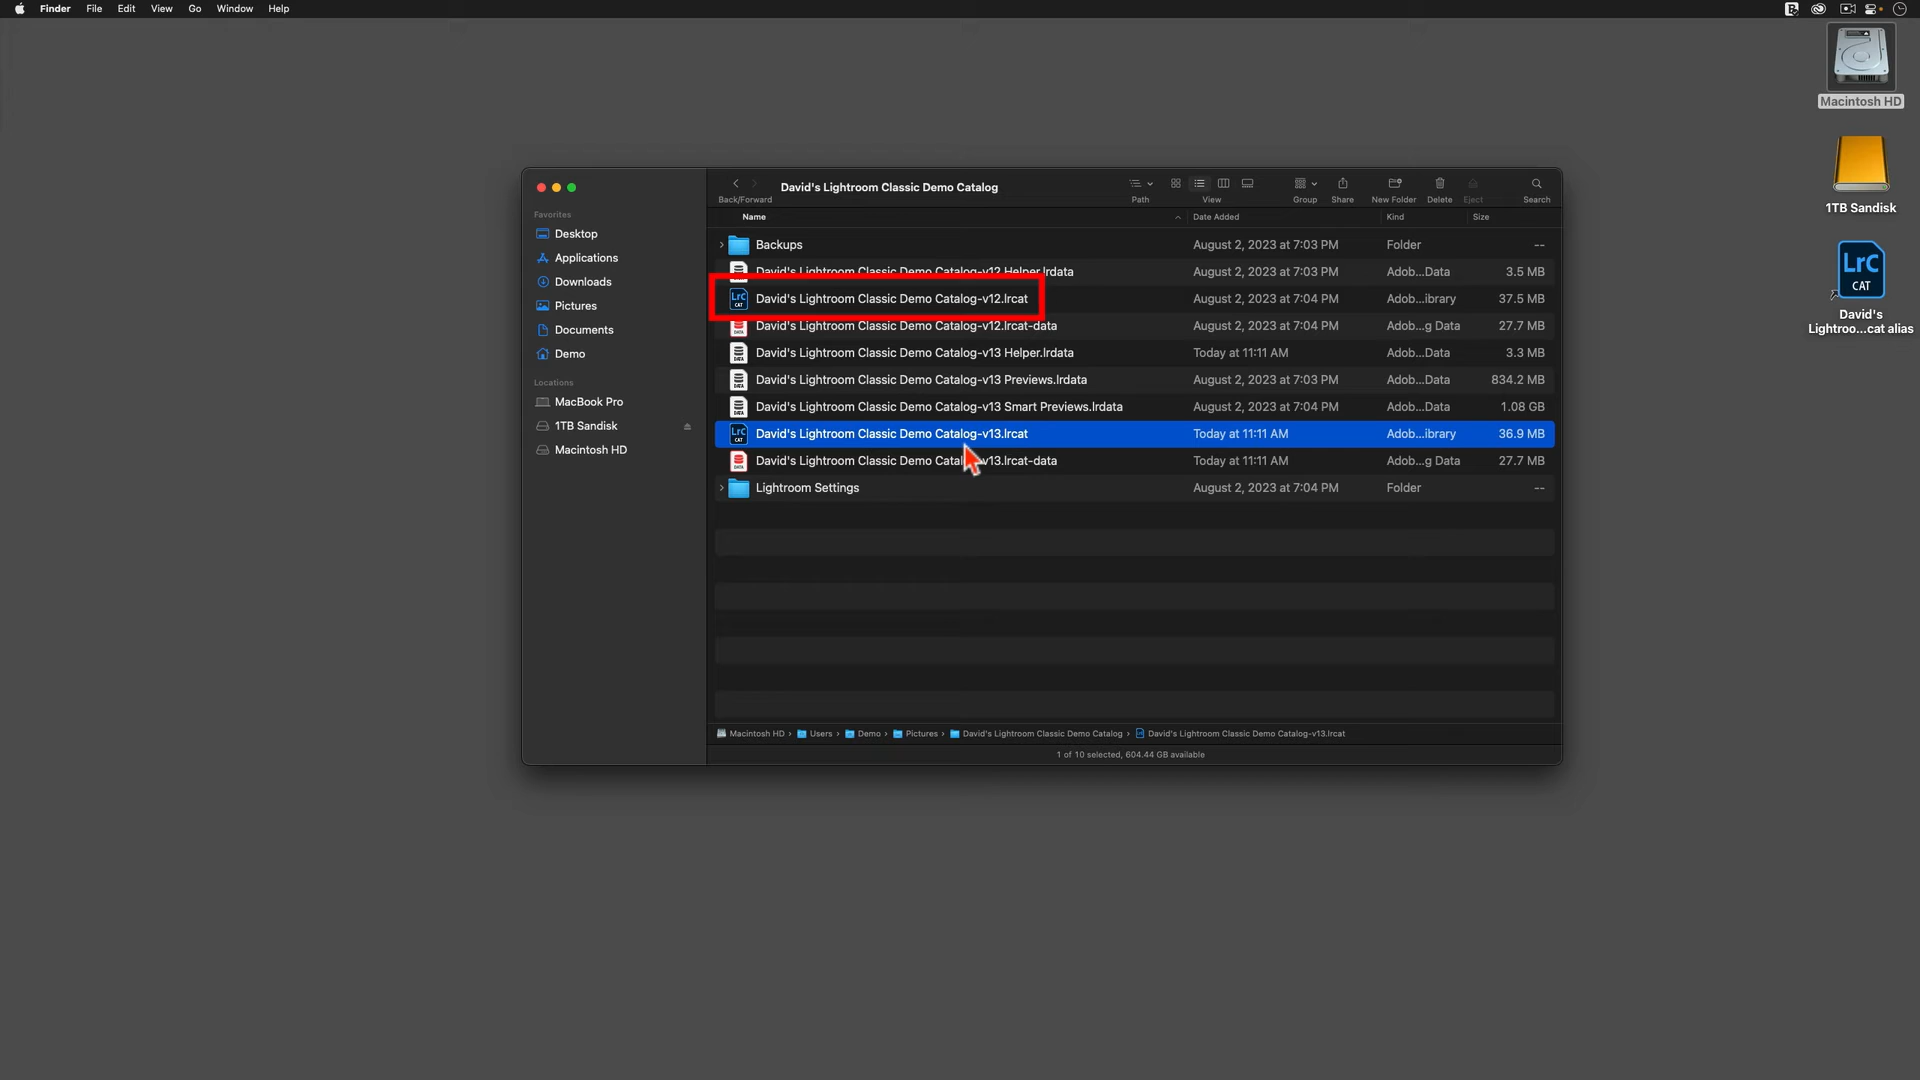 Finder File Edit View Go Window Help
Macintosh HD
1TB Sandisk
LrC
CAT
David's
Lightroo...cat alias
Favorites
Desktop
Applications
Downloads
Pictures
Documents
Demo
Locations
MacBook Pro
1TB Sandisk
Macintosh HD
David's Lightroom Classic Demo Catalog
Back/Forward Path View Group Share New Folder Delete Eject Search
Name Date Added Kind Size
Backups August 2, 2023 at 7:03 PM Folder --
David's Lightroom Classic Demo Catalog-v12 Helper.lrdata August 2, 2023 at 7:03 PM Adob...Data 3.5 MB
David's Lightroom Classic Demo Catalog-v12.lrcat August 2, 2023 at 7:04 PM Adob...ibrary 37.5 MB
David's Lightroom Classic Demo Catalog-v12.lrcat-data August 2, 2023 at 7:04 PM Adob...g Data 27.7 MB
David's Lightroom Classic Demo Catalog-v13 Helper.lrdata Today at 11:11 AM Adob...Data 3.3 MB
David's Lightroom Classic Demo Catalog-v13 Previews.lrdata August 2, 2023 at 7:03 PM Adob...Data 834.2 MB
David's Lightroom Classic Demo Catalog-v13 Smart Previews.lrdata August 2, 2023 at 7:04 PM Adob...Data 1.08 GB
David's Lightroom Classic Demo Catalog-v13.lrcat Today at 11:11 AM Adob...ibrary 36.9 MB
David's Lightroom Classic Demo Catalog-v13.lrcat-data Today at 11:11 AM Adob...g Data 27.7 MB
Lightroom Settings August 2, 2023 at 7:04 PM Folder --
Macintosh HD › Users › Demo › Pictures › David's Lightroom Classic Demo Catalog › David's Lightroom Classic Demo Catalog-v13.lrcat
1 of 10 selected, 604.44 GB available